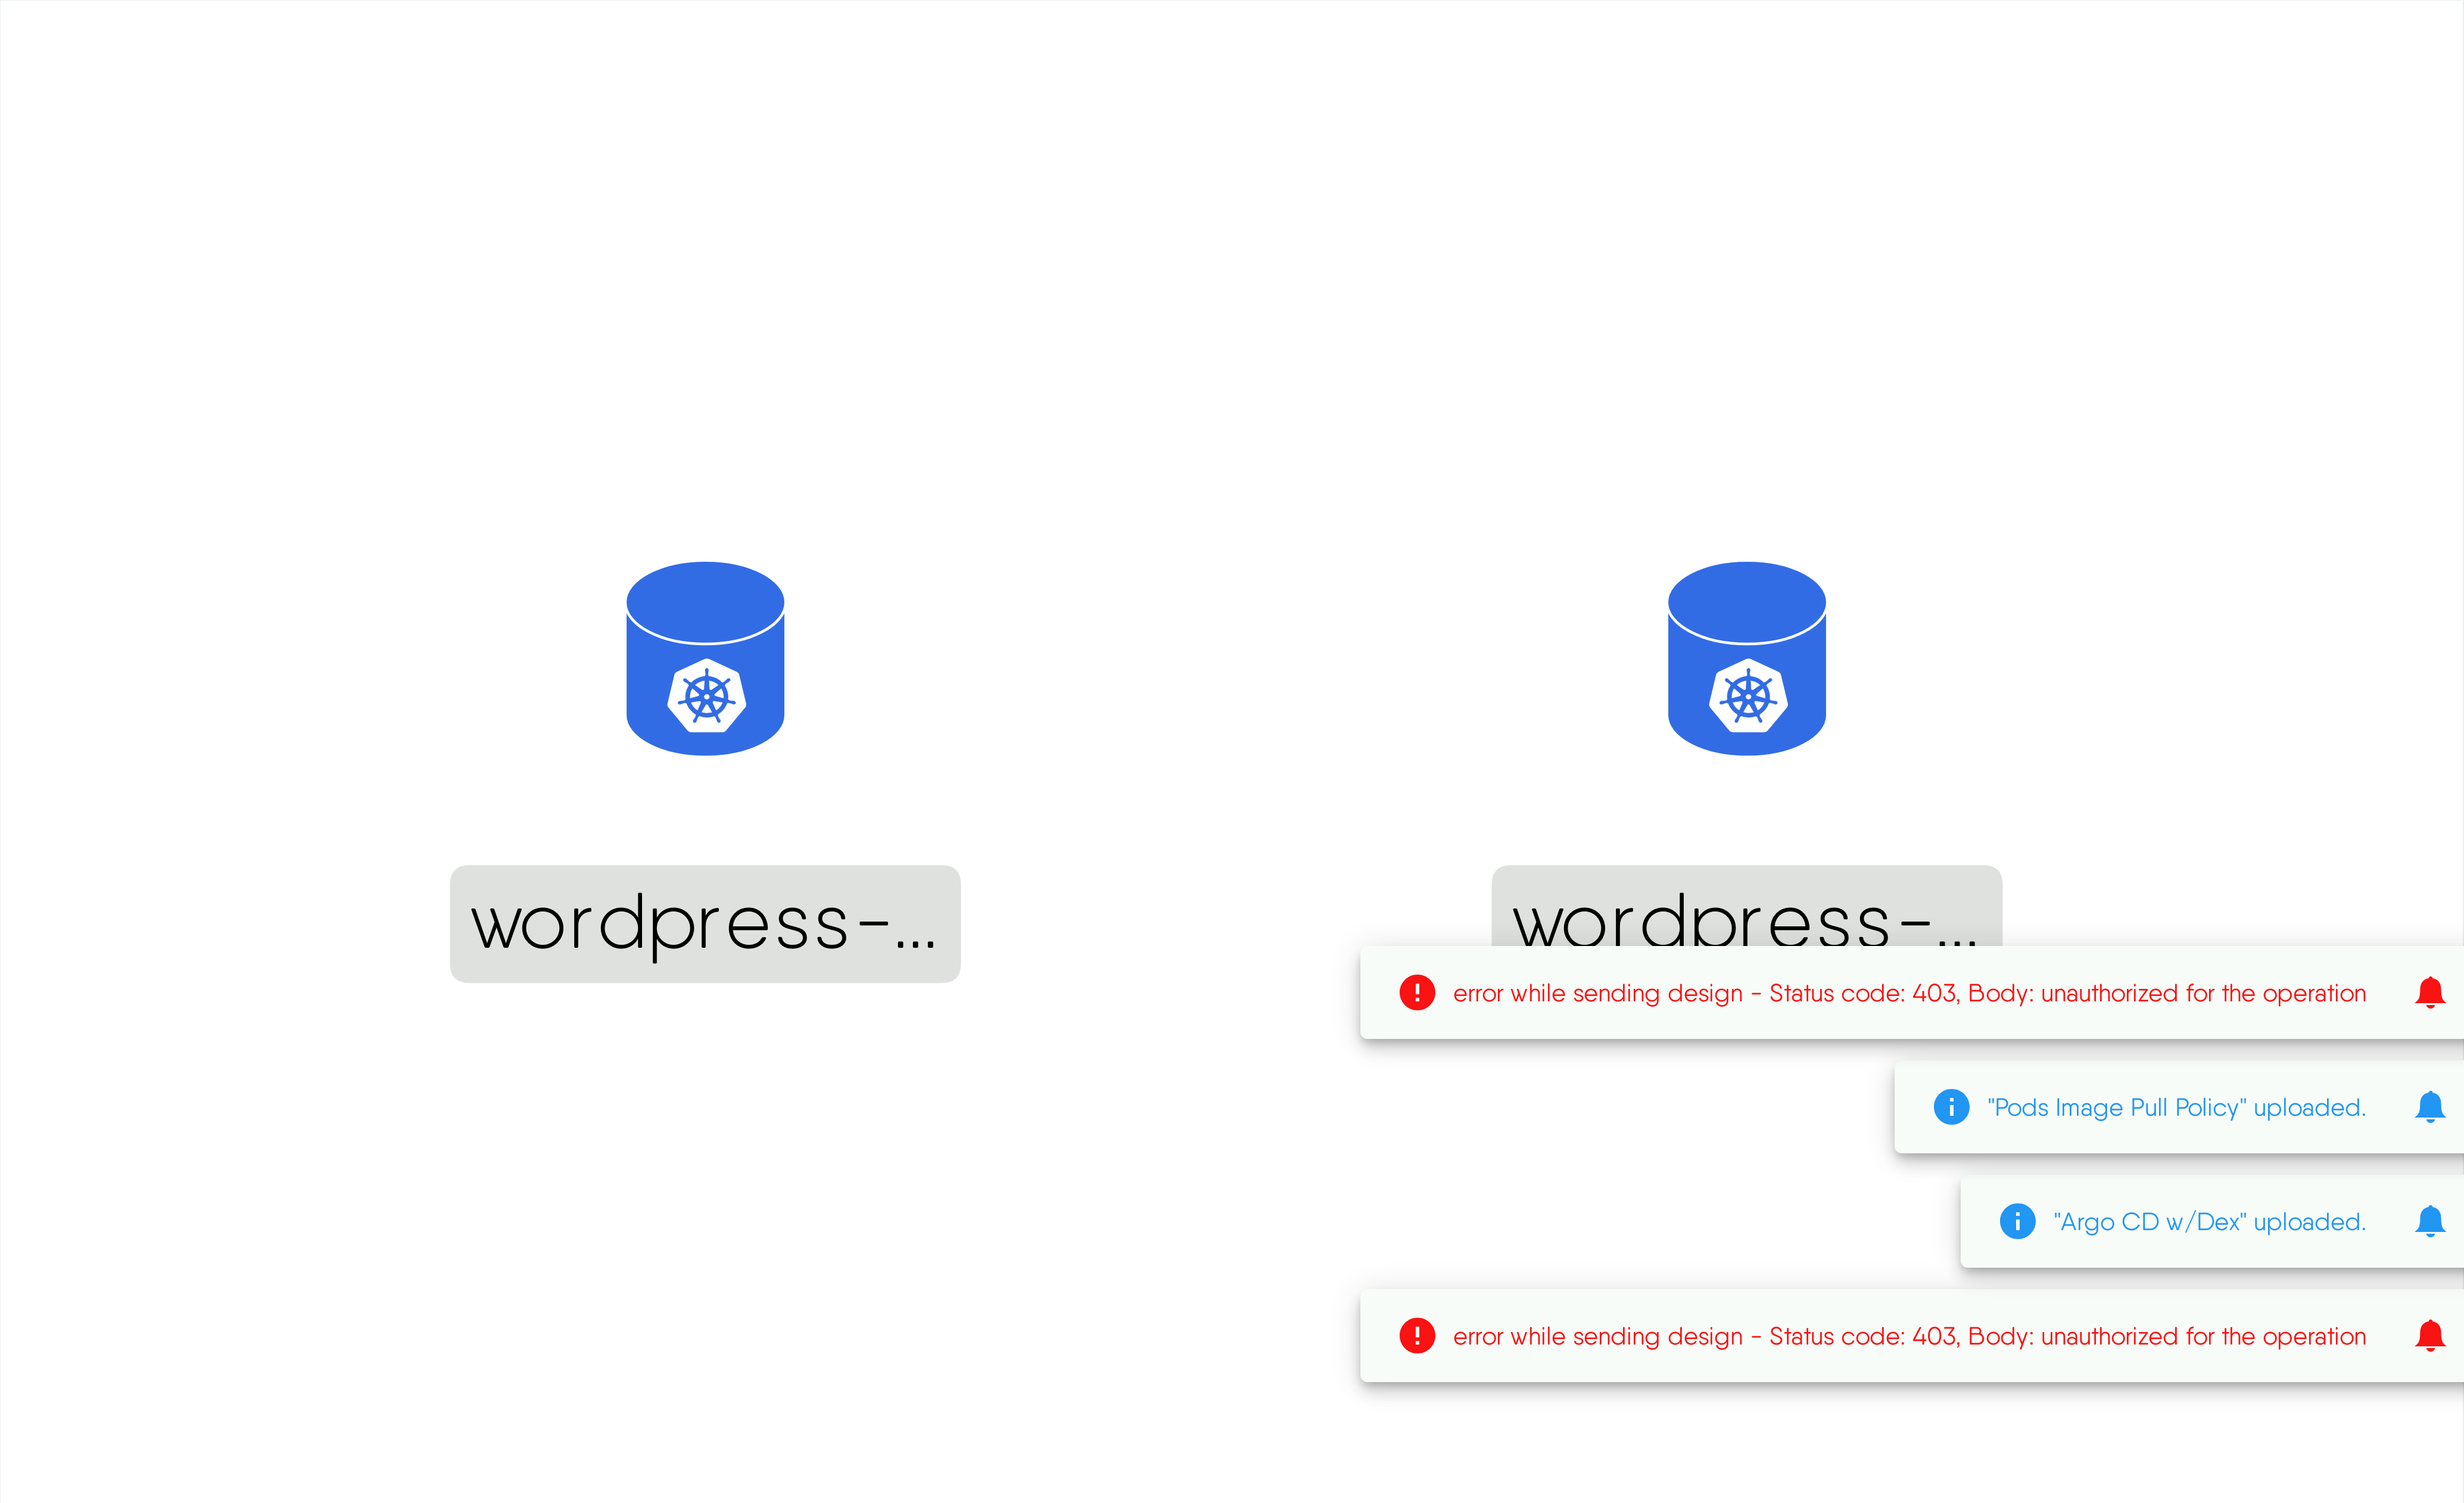 wordpress-...
wordpress-...
error while sending design - Status code: 403, Body: unauthorized for the operation
"Pods Image Pull Policy" uploaded.
"Argo CD w/Dex" uploaded.
error while sending design - Status code: 403, Body: unauthorized for the operation